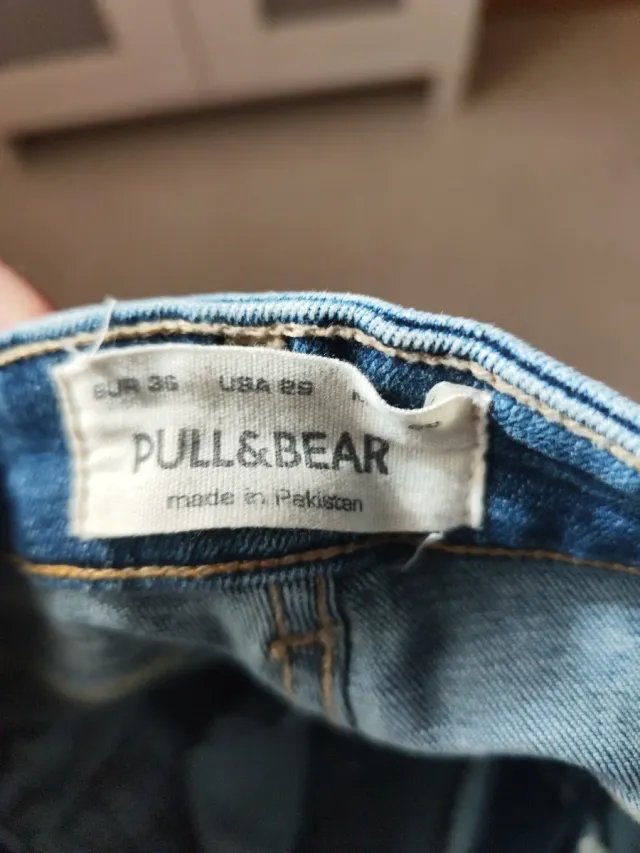 EUR 36 USA 29
PULL&BEAR
made in Pakistan